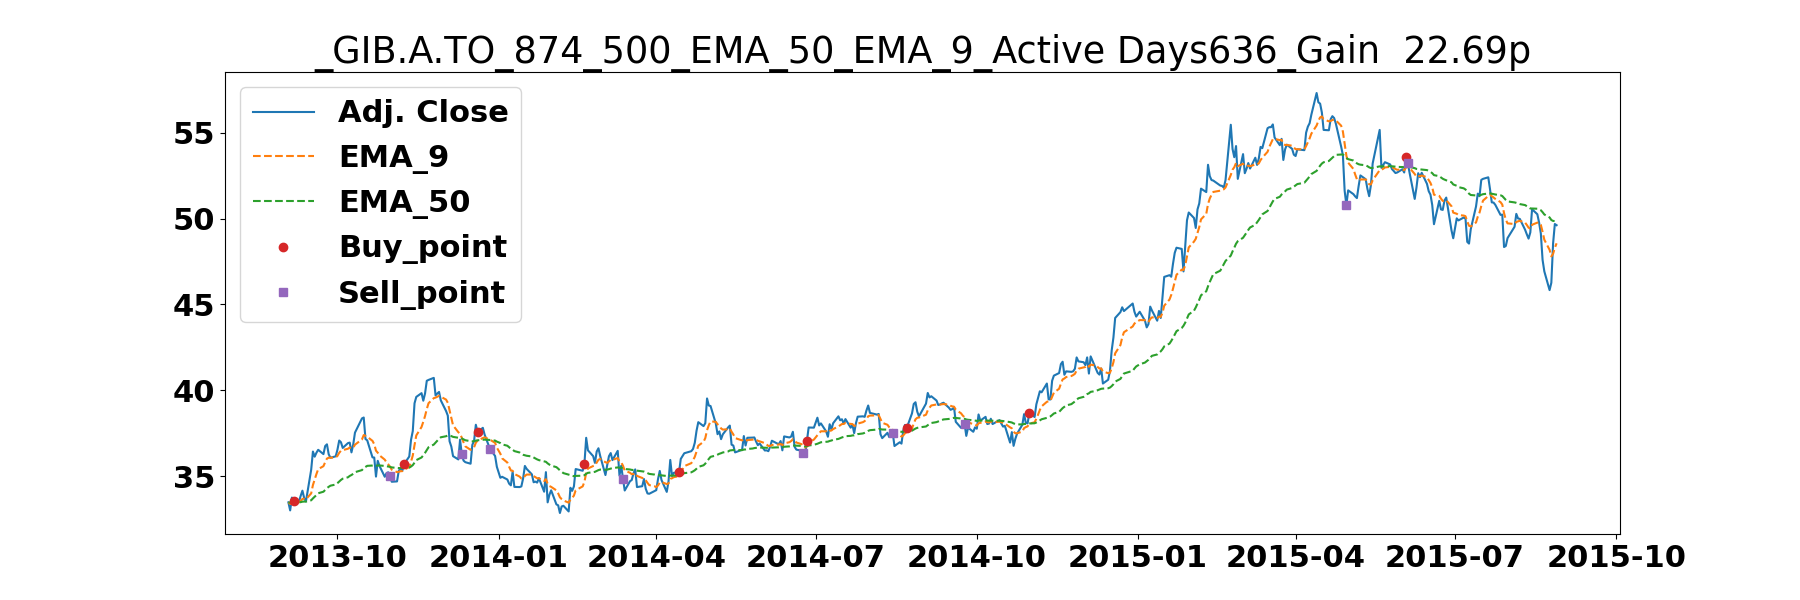 _GIB.A.TO_874_500_EMA_50_EMA_9_Active Days636_Gain  22.69p
Adj. Close
EMA_9
EMA_50
Buy_point
Sell_point
55
50
45
40
35
2013-10 2014-01 2014-04 2014-07 2014-10 2015-01 2015-04 2015-07 2015-10